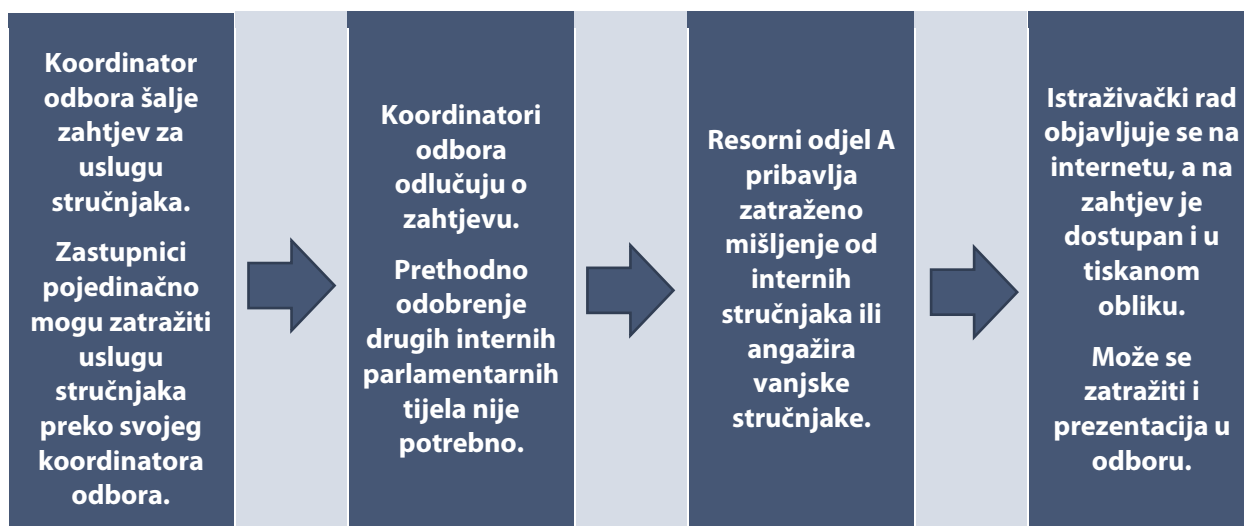 Koordinator
odbora šalje
zahtjev za
uslugu
stručnjaka.
Zastupnici
pojedinačno
mogu zatražiti
uslugu
stručnjaka
preko svojeg
koordinatora
odbora.
Koordinatori
odbora
odlučuju o
zahtjevu.
Prethodno
odobrenje
drugih internih
parlamentarnih
tijela nije
potrebno.
Resorni odjel A
pribavlja
zatraženo
mišljenje od
internih
stručnjaka ili
angažira
vanjske
stručnjake.
Istraživački rad
objavljuje se na
internetu, a na
zahtjev je
dostupan i u
tiskanom
obliku.
Može se
zatražiti i
prezentacija u
odboru.